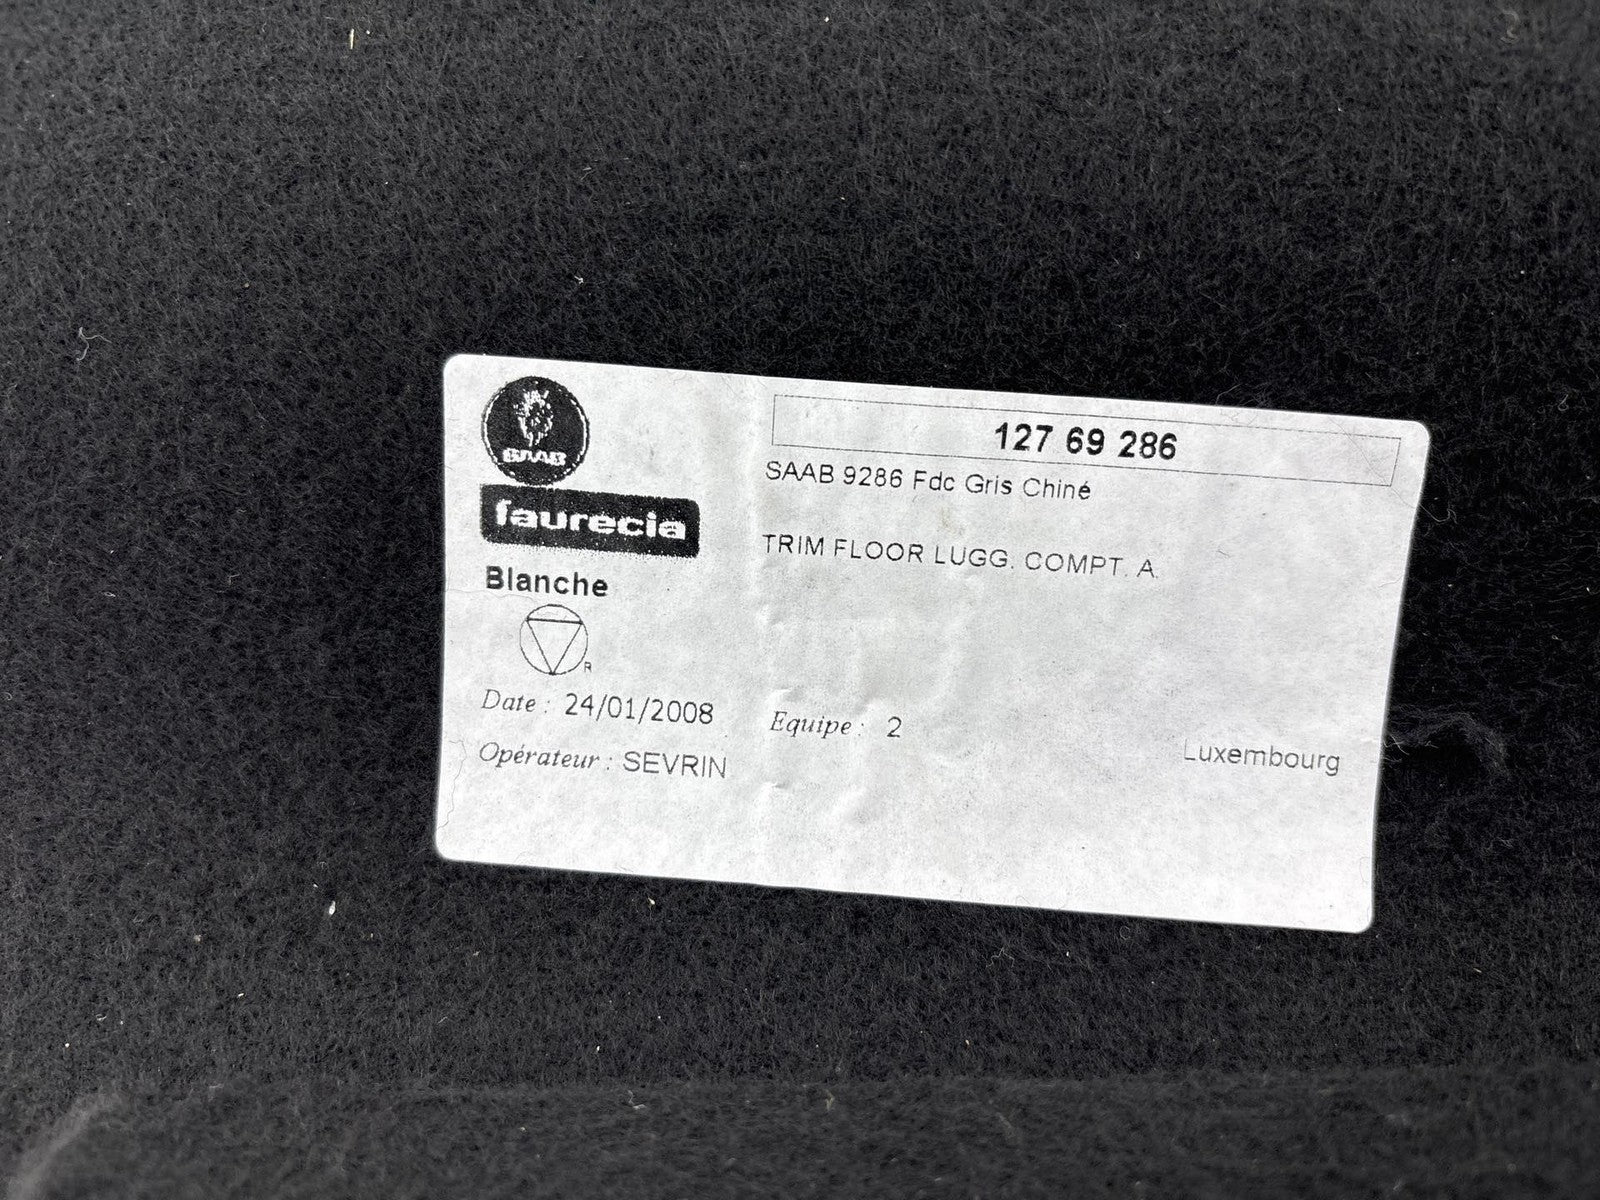 SAAB
faurecia
Blanche
R
Date : 24/01/2008
Opérateur : SEVRIN
127 69 286
SAAB 9286 Fdc Gris Chiné
TRIM FLOOR LUGG. COMPT. A.
Equipe : 2
Luxembourg